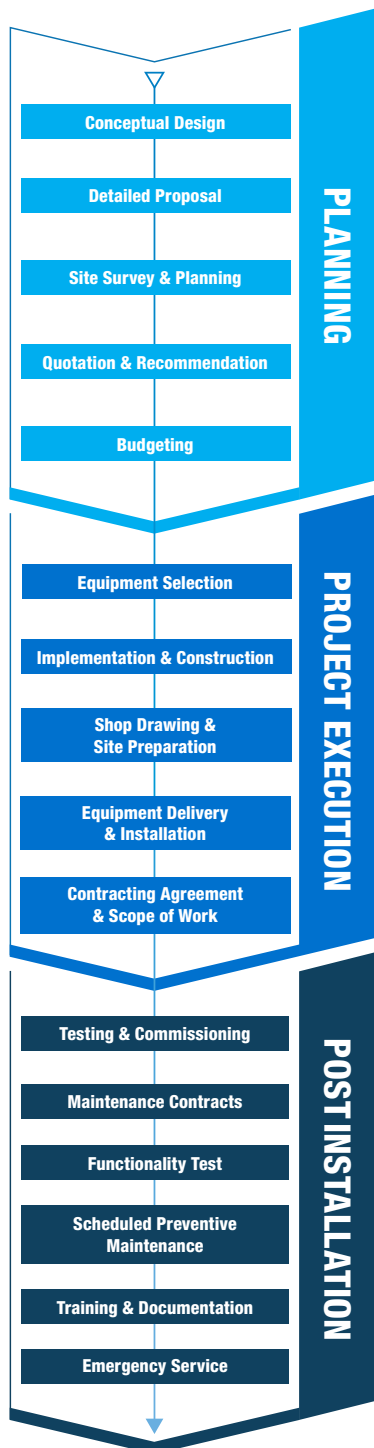 PLANNING
Conceptual Design
Detailed Proposal
Site Survey & Planning
Quotation & Recommendation
Budgeting
PROJECT EXECUTION
Equipment Selection
Implementation & Construction
Shop Drawing &
Site Preparation
Equipment Delivery
& Installation
Contracting Agreement
& Scope of Work
POST INSTALLATION
Testing & Commissioning
Maintenance Contracts
Functionality Test
Scheduled Preventive
Maintenance
Training & Documentation
Emergency Service